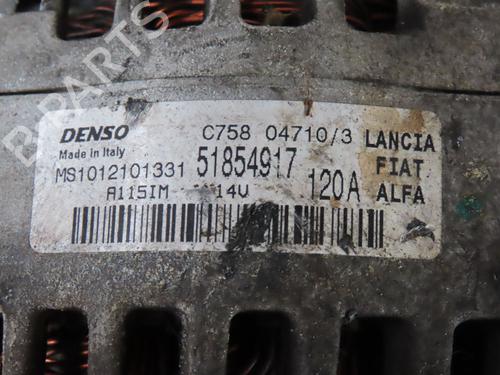 B PARTS
DENSO C758 04710/3 LANCIA
Made in Italy 51854917 FIAT
MS1012101331 120A ALFA
A115IM 14V